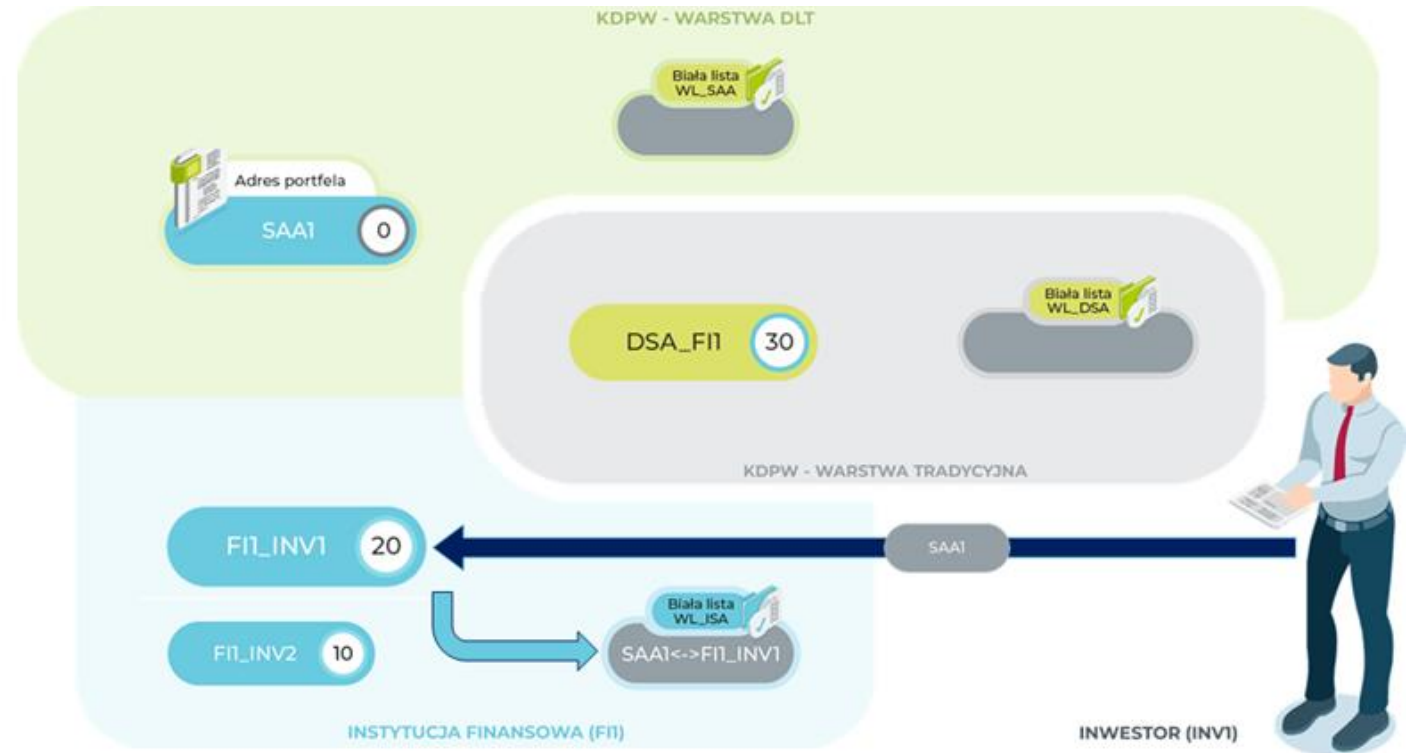 KDPW - WARSTWA DLT
Biała lista
WL_SAA
Adres portfela
SAA1
0
Biała lista
WL_DSA
DSA_FI1
30
KDPW - WARSTWA TRADYCYJNA
FI1_INV1
20
SAA1
Biała lista
WL_ISA
SAA1<->FI1_INV1
FI1_INV2
10
INSTYTUCJA FINANSOWA (FI1)
INWESTOR (INV1)